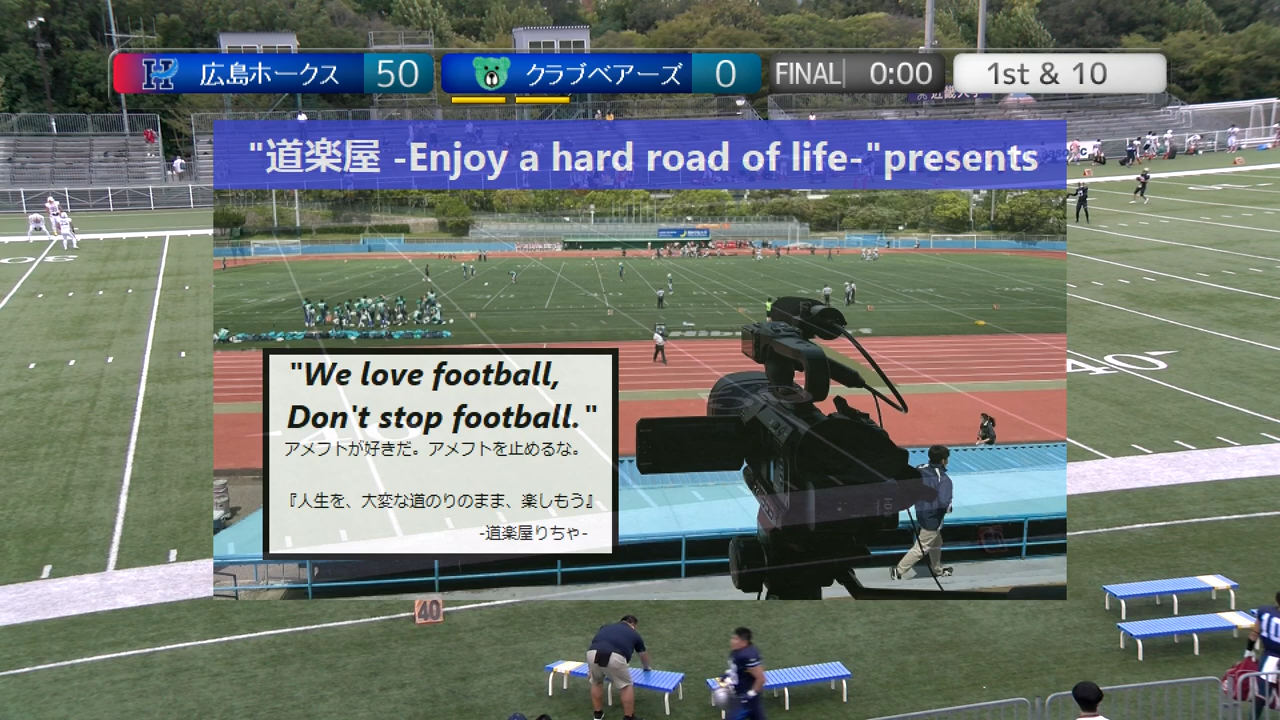 広島ホークス 50 クラブベアーズ 0 FINAL 0:00 1st & 10
"道楽屋 -Enjoy a hard road of life-"presents
"We love football,
Don't stop football."
アメフトが好きだ。アメフトを止めるな。
『人生を、大変な道のりのまま、楽しもう』
-道楽屋りちゃ-
40
40
10